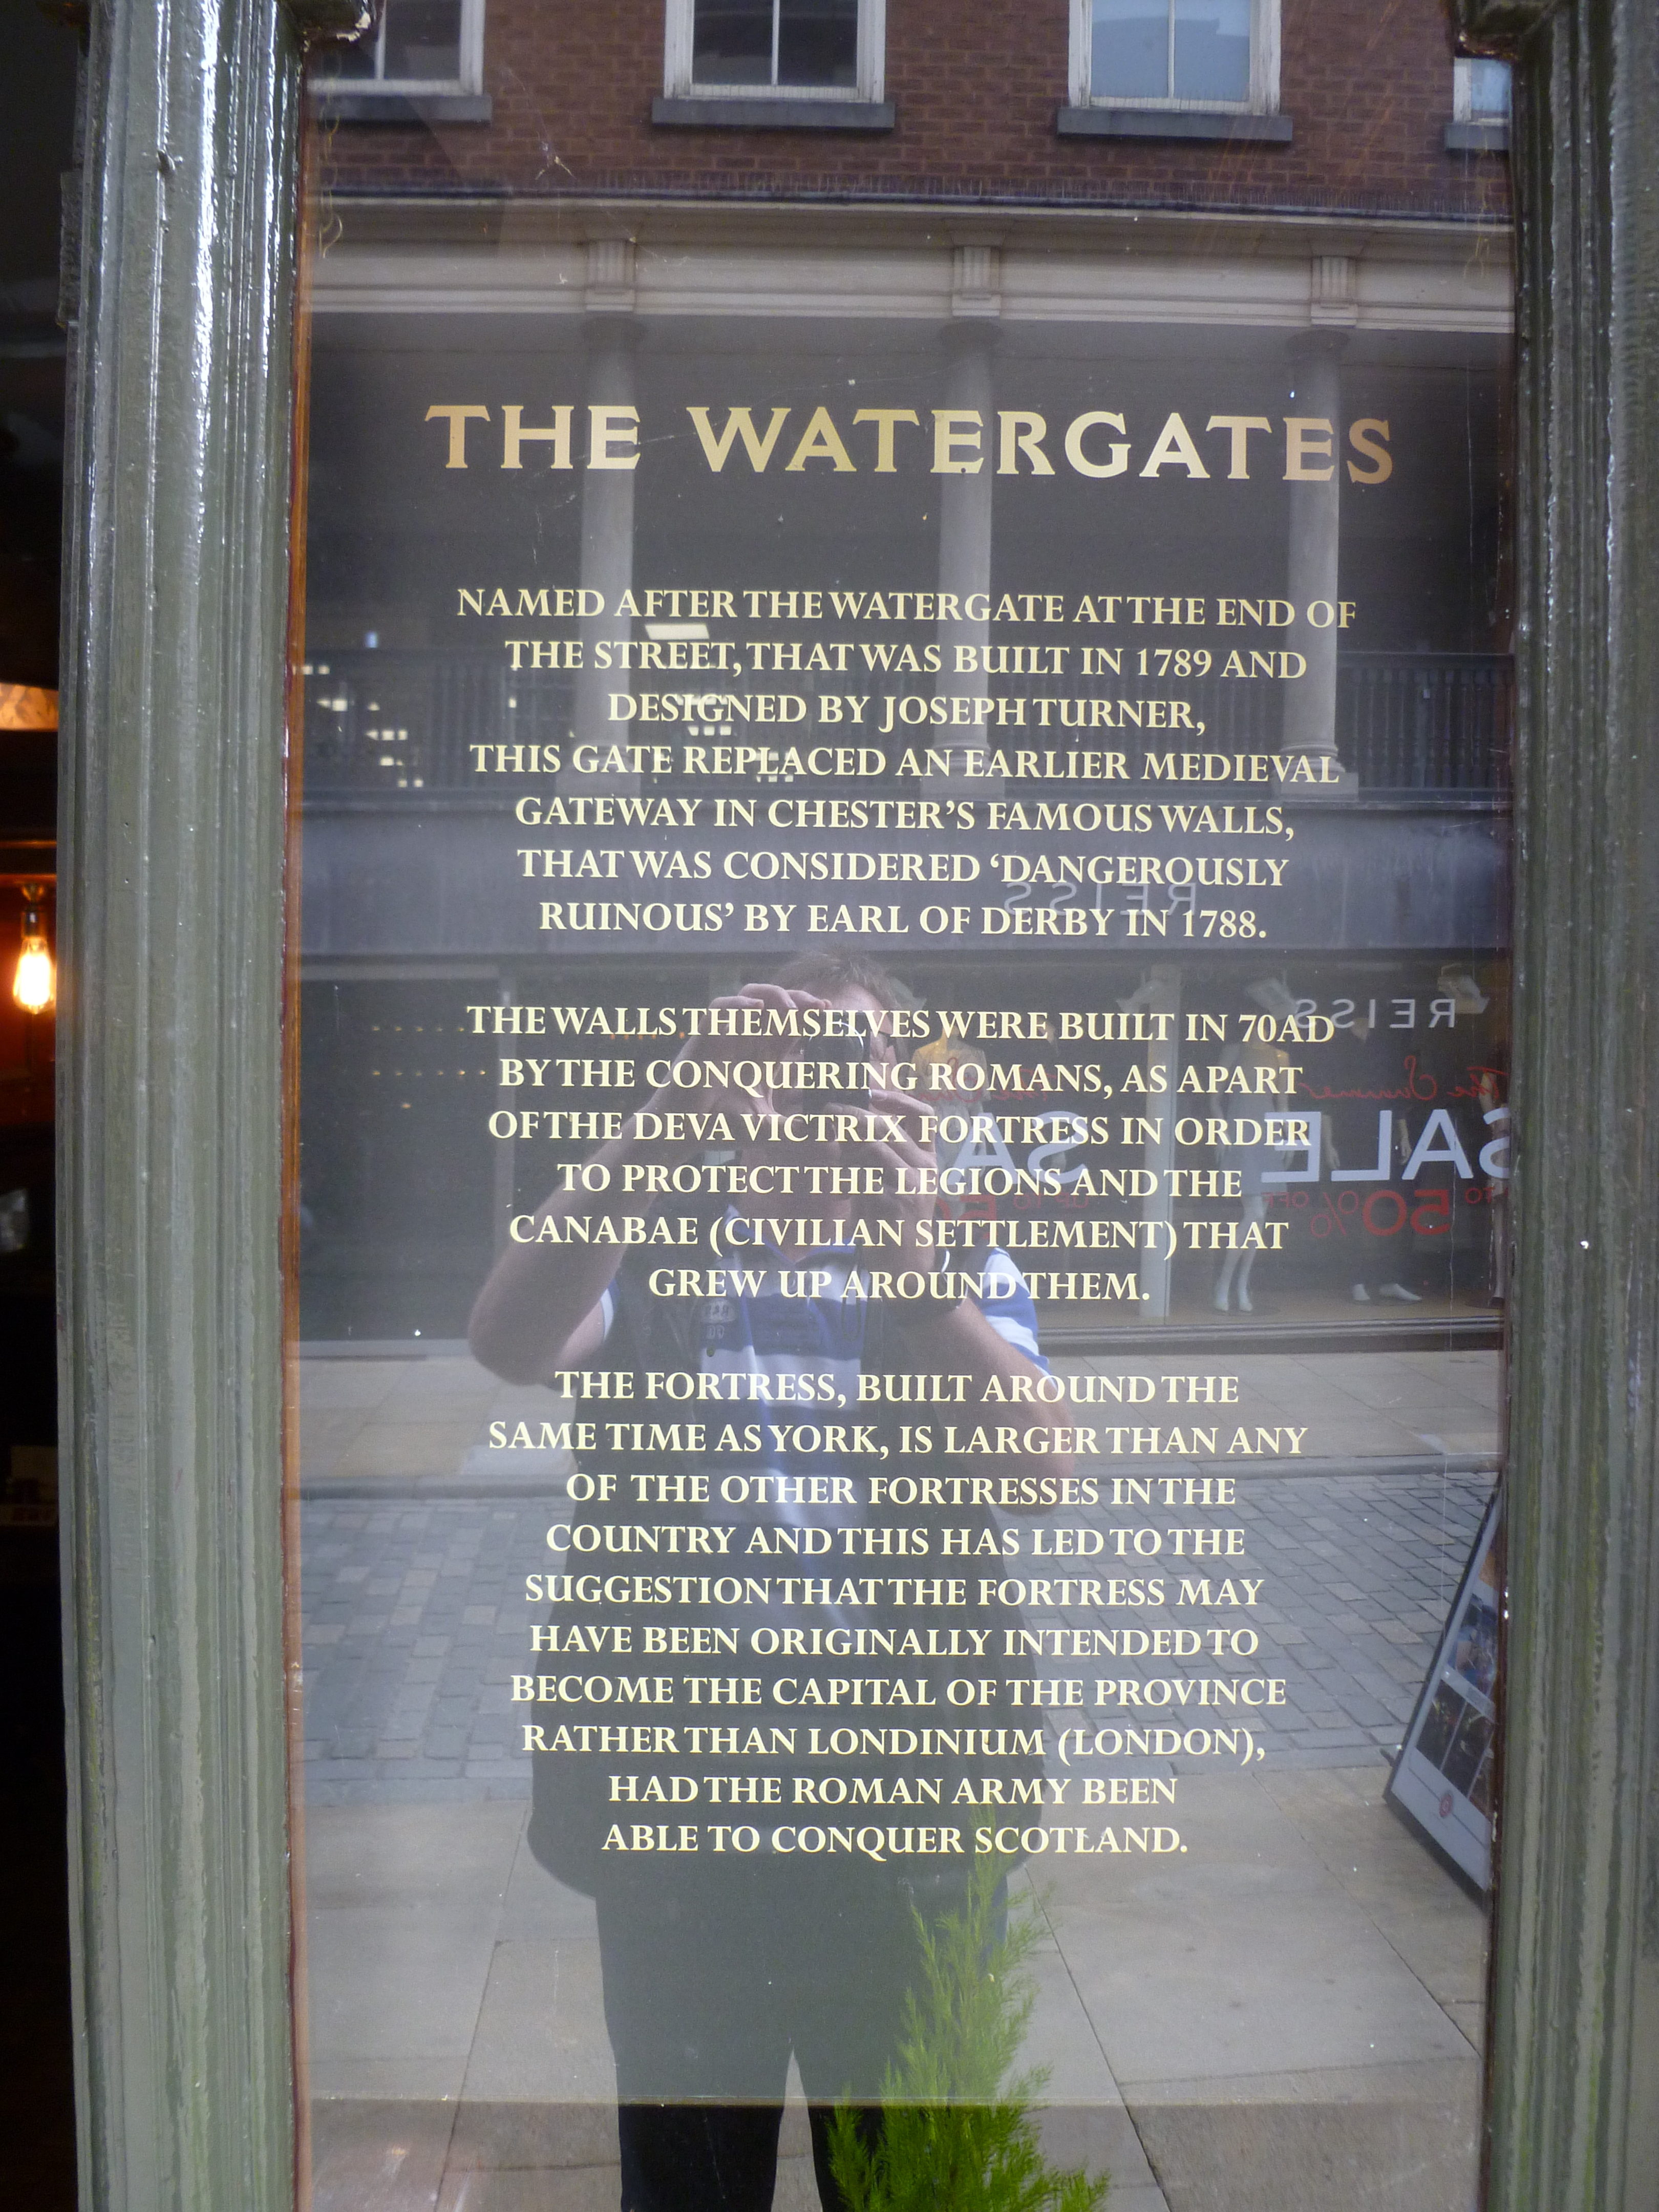 THE WATERGATES
NAMED AFTER THE WATERGATE AT THE END OF
THE STREET, THAT WAS BUILT IN 1789 AND
DESIGNED BY JOSEPH TURNER,
THIS GATE REPLACED AN EARLIER MEDIEVAL
GATEWAY IN CHESTER'S FAMOUS WALLS,
THAT WAS CONSIDERED 'DANGEROUSLY
RUINOUS' BY EARL OF DERBY IN 1788.
THE WALLS THEMSELVES WERE BUILT IN 70AD
BY THE CONQUERING ROMANS, AS APART
OF THE DEVA VICTRIX FORTRESS IN ORDER
TO PROTECT THE LEGIONS AND THE
CANABAE (CIVILIAN SETTLEMENT) THAT
GREW UP AROUND THEM.
THE FORTRESS, BUILT AROUND THE
SAME TIME AS YORK, IS LARGER THAN ANY
OF THE OTHER FORTRESSES IN THE
COUNTRY AND THIS HAS LED TO THE
SUGGESTION THAT THE FORTRESS MAY
HAVE BEEN ORIGINALLY INTENDED TO
BECOME THE CAPITAL OF THE PROVINCE
RATHER THAN LONDINIUM (LONDON),
HAD THE ROMAN ARMY BEEN
ABLE TO CONQUER SCOTLAND.
REISS
REISS
The Summer
SALE
50%